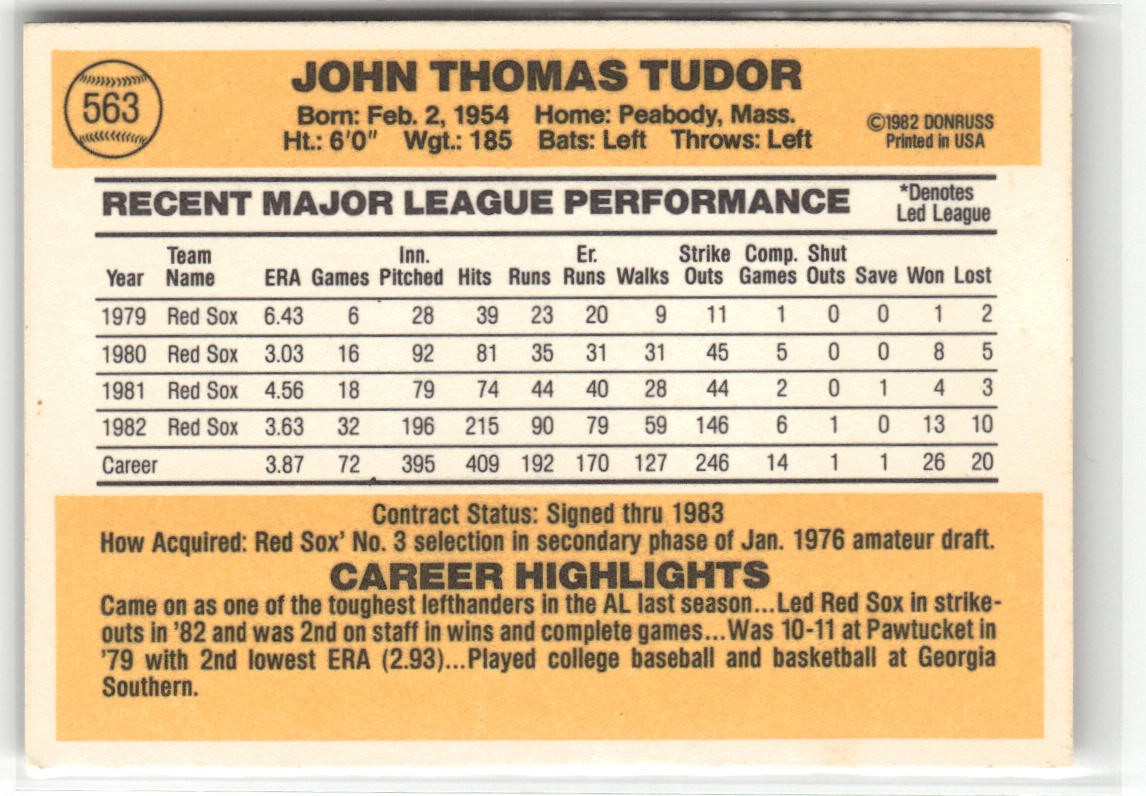 563
JOHN THOMAS TUDOR
Born: Feb. 2, 1954 Home: Peabody, Mass.
Ht.: 6'0" Wgt.: 185 Bats: Left Throws: Left
©1982 DONRUSS
Printed in USA
RECENT MAJOR LEAGUE PERFORMANCE
*Denotes
Led League
Year Team Name ERA Games Inn. Pitched Hits Runs Er. Runs Walks Strike Outs Comp. Games Shut Outs Save Won Lost
1979 Red Sox 6.43 6 28 39 23 20 9 11 1 0 0 1 2
1980 Red Sox 3.03 16 92 81 35 31 31 45 5 0 0 8 5
1981 Red Sox 4.56 18 79 74 44 40 28 44 2 0 1 4 3
1982 Red Sox 3.63 32 196 215 90 79 59 146 6 1 0 13 10
Career 3.87 72 395 409 192 170 127 246 14 1 1 26 20
Contract Status: Signed thru 1983
How Acquired: Red Sox' No. 3 selection in secondary phase of Jan. 1976 amateur draft.
CAREER HIGHLIGHTS
Came on as one of the toughest lefthanders in the AL last season...Led Red Sox in strike-
outs in '82 and was 2nd on staff in wins and complete games...Was 10-11 at Pawtucket in
'79 with 2nd lowest ERA (2.93)...Played college baseball and basketball at Georgia
Southern.